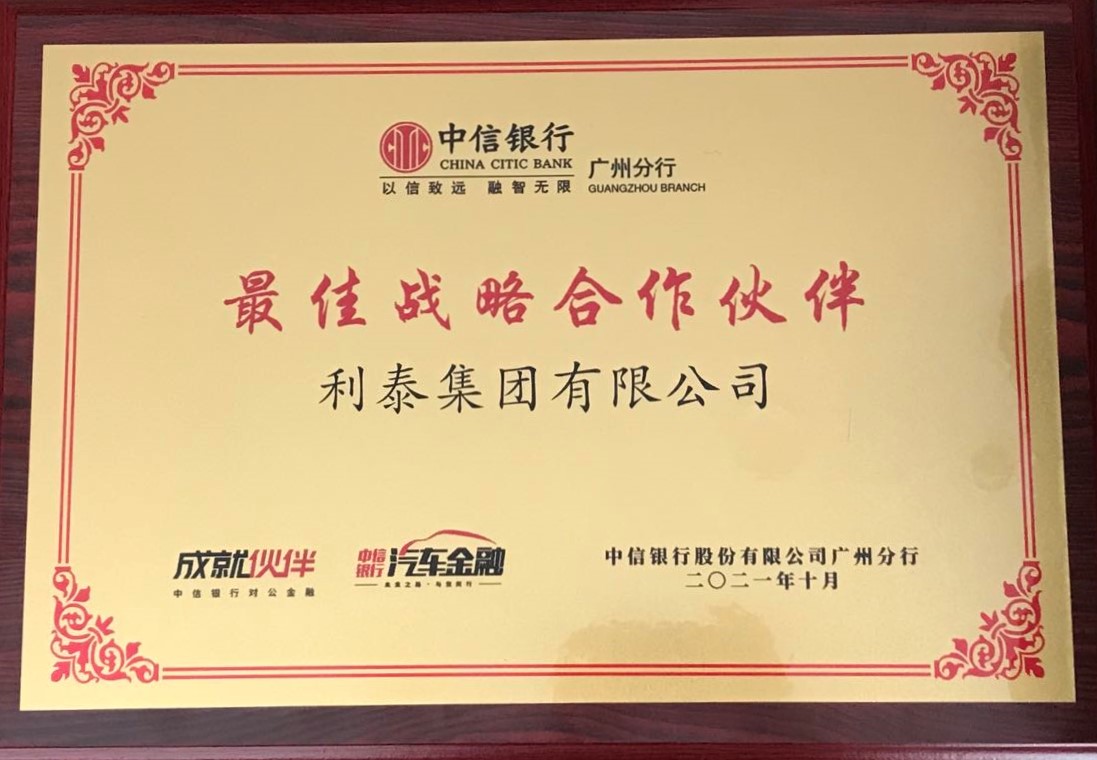 中信银行
CHINA CITIC BANK
以信致远 融智无限
广州分行
GUANGZHOU BRANCH
最佳战略合作伙伴
利泰集团有限公司
成就伙伴
中信银行对公金融
中信银行 汽车金融
中信银行股份有限公司广州分行
二〇二一年十月